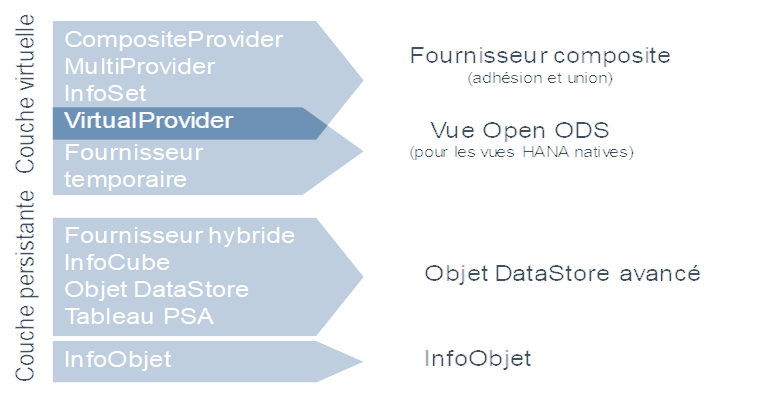 Couche virtuelle
CompositeProvider
MultiProvider
InfoSet
VirtualProvider
Fournisseur
temporaire
Fournisseur composite
(adhésion et union)
Vue Open ODS
(pour les vues HANA natives)
Couche persistante
Fournisseur hybride
InfoCube
Objet DataStore
Tableau PSA
InfoObjet
Objet DataStore avancé
InfoObjet